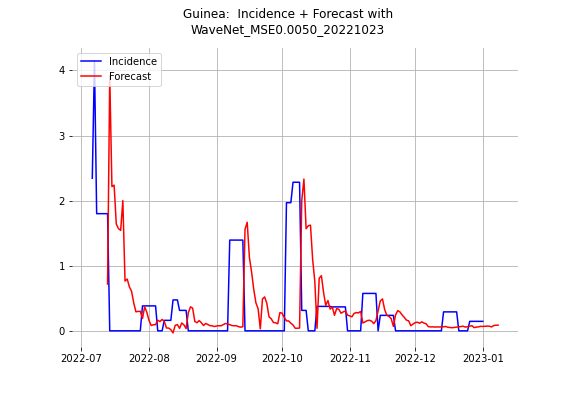 Guinea:  Incidence + Forecast with
WaveNet_MSE0.0050_20221023
Incidence
Forecast
4
3
2
1
0
2022-07 2022-08 2022-09 2022-10 2022-11 2022-12 2023-01